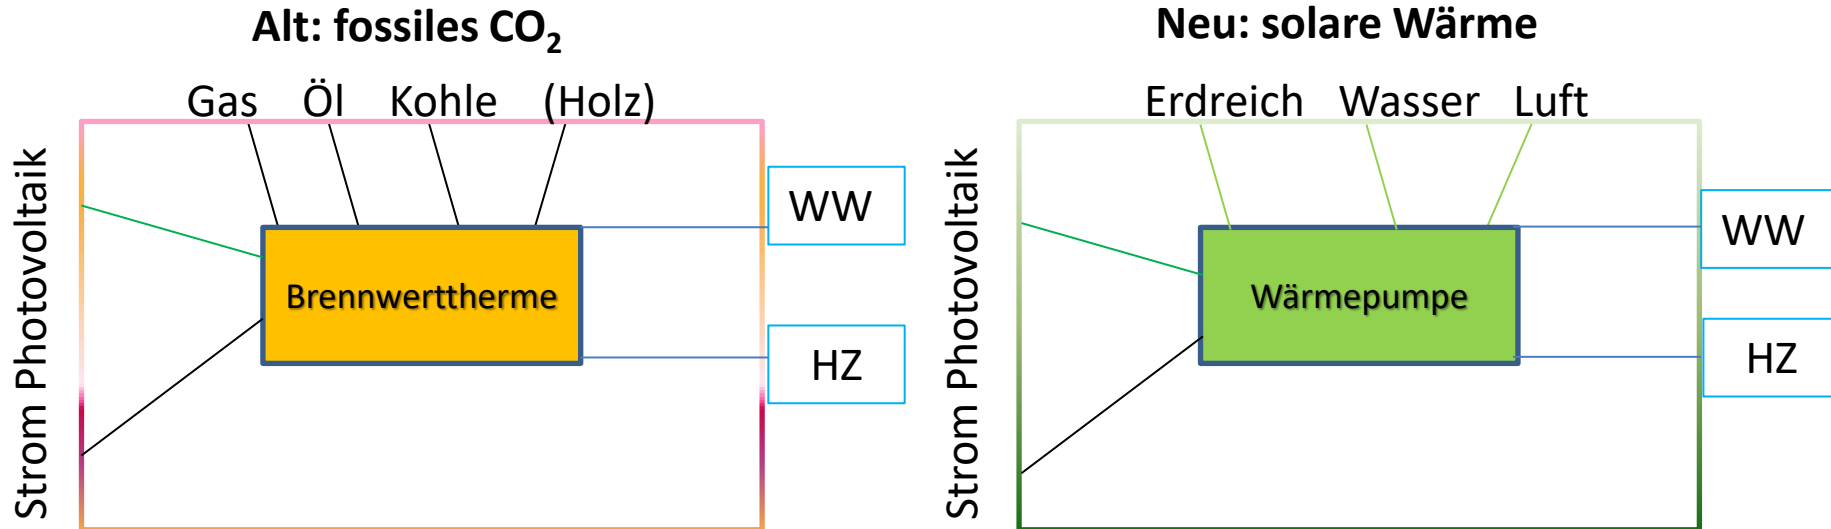 Alt: fossiles CO₂
Gas Öl Kohle (Holz)
Strom Photovoltaik
Brennwerttherme
WW
HZ
Neu: solare Wärme
Erdreich Wasser Luft
Strom Photovoltaik
Wärmepumpe
WW
HZ